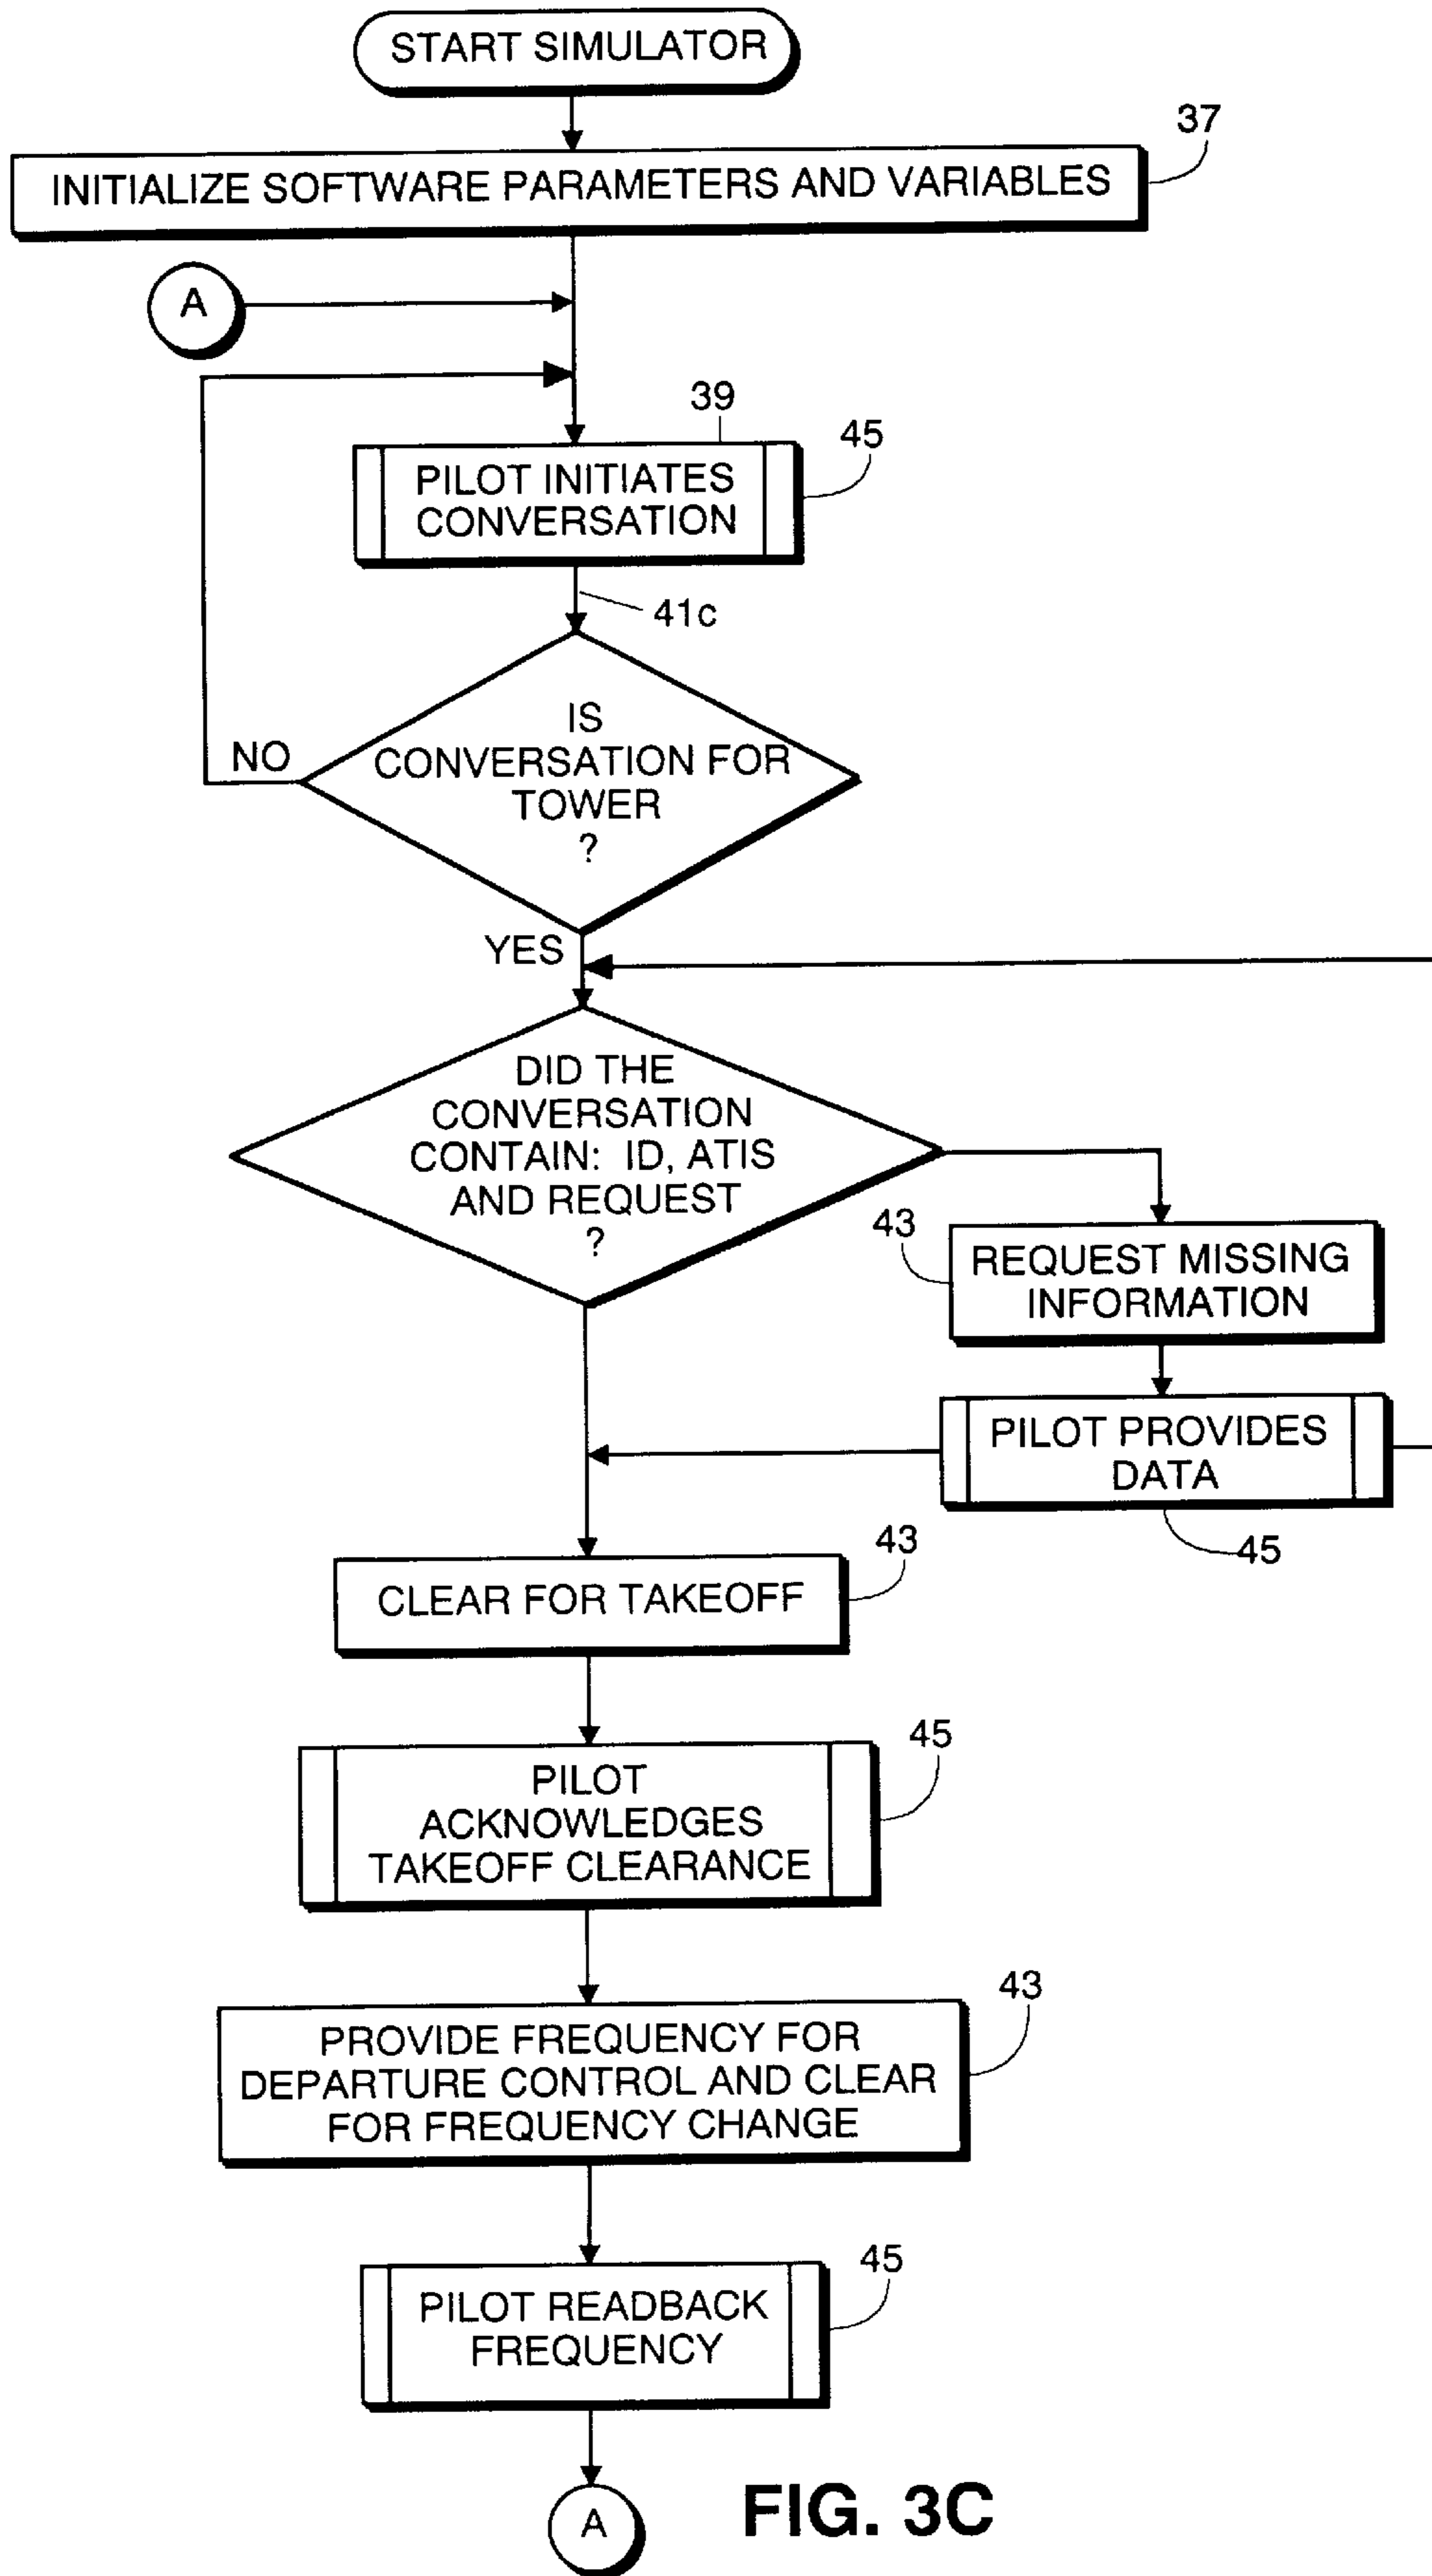 START SIMULATOR
37
INITIALIZE SOFTWARE PARAMETERS AND VARIABLES
A
39
45
PILOT INITIATES
CONVERSATION
41c
IS
CONVERSATION FOR
TOWER
?
NO
YES
DID THE
CONVERSATION
CONTAIN: ID, ATIS
AND REQUEST
?
43
REQUEST MISSING
INFORMATION
PILOT PROVIDES
DATA
45
43
CLEAR FOR TAKEOFF
45
PILOT
ACKNOWLEDGES
TAKEOFF CLEARANCE
43
PROVIDE FREQUENCY FOR
DEPARTURE CONTROL AND CLEAR
FOR FREQUENCY CHANGE
45
PILOT READBACK
FREQUENCY
A
FIG. 3C